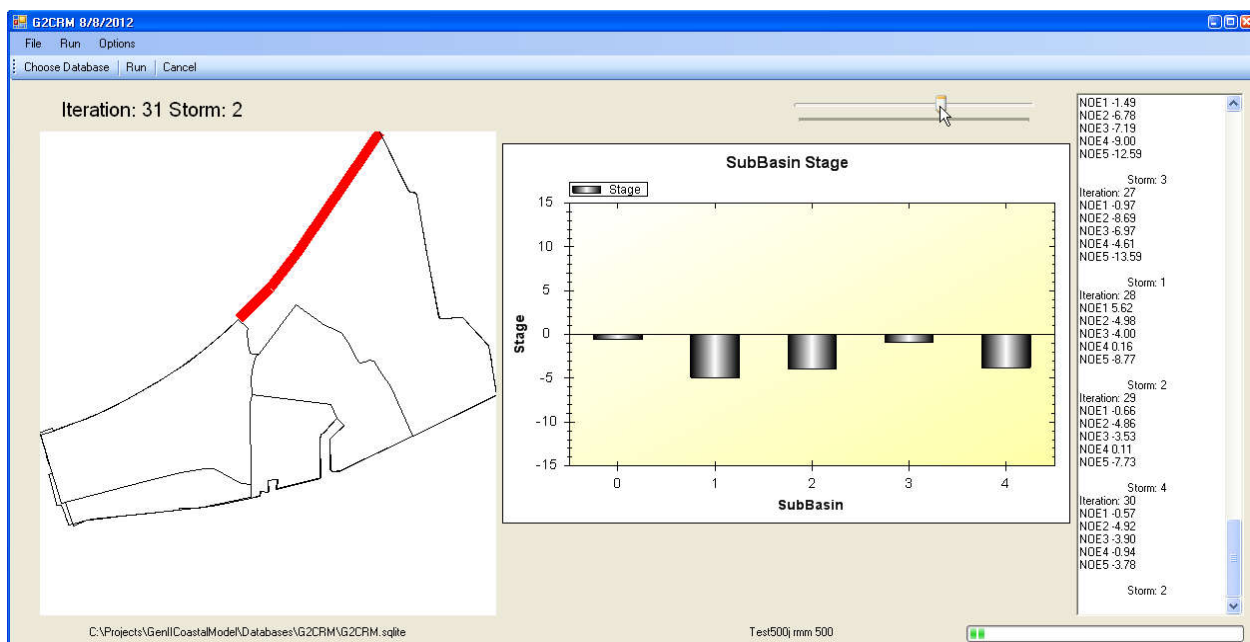 G2CRM 8/8/2012
File Run Options
Choose Database Run Cancel
Iteration: 31 Storm: 2
SubBasin Stage
Stage
15
10
5
0
-5
-10
-15
Stage
0 1 2 3 4
SubBasin
NOE1 -1.49
NOE2 -6.78
NOE3 -7.19
NOE4 -9.00
NOE5 -12.59
Storm: 3
Iteration: 27
NOE1 -0.97
NOE2 -8.69
NOE3 -6.97
NOE4 -4.61
NOE5 -13.59
Storm: 1
Iteration: 28
NOE1 5.62
NOE2 -4.98
NOE3 -4.00
NOE4 0.16
NOE5 -8.77
Storm: 2
Iteration: 29
NOE1 -0.66
NOE2 -4.86
NOE3 -3.53
NOE4 0.11
NOE5 -7.73
Storm: 4
Iteration: 30
NOE1 -0.57
NOE2 -4.92
NOE3 -3.90
NOE4 -0.94
NOE5 -3.78
Storm: 2
C:\Projects\GenIICoastalModel\Databases\G2CRM\G2CRM.sqlite
Test500j rmm 500